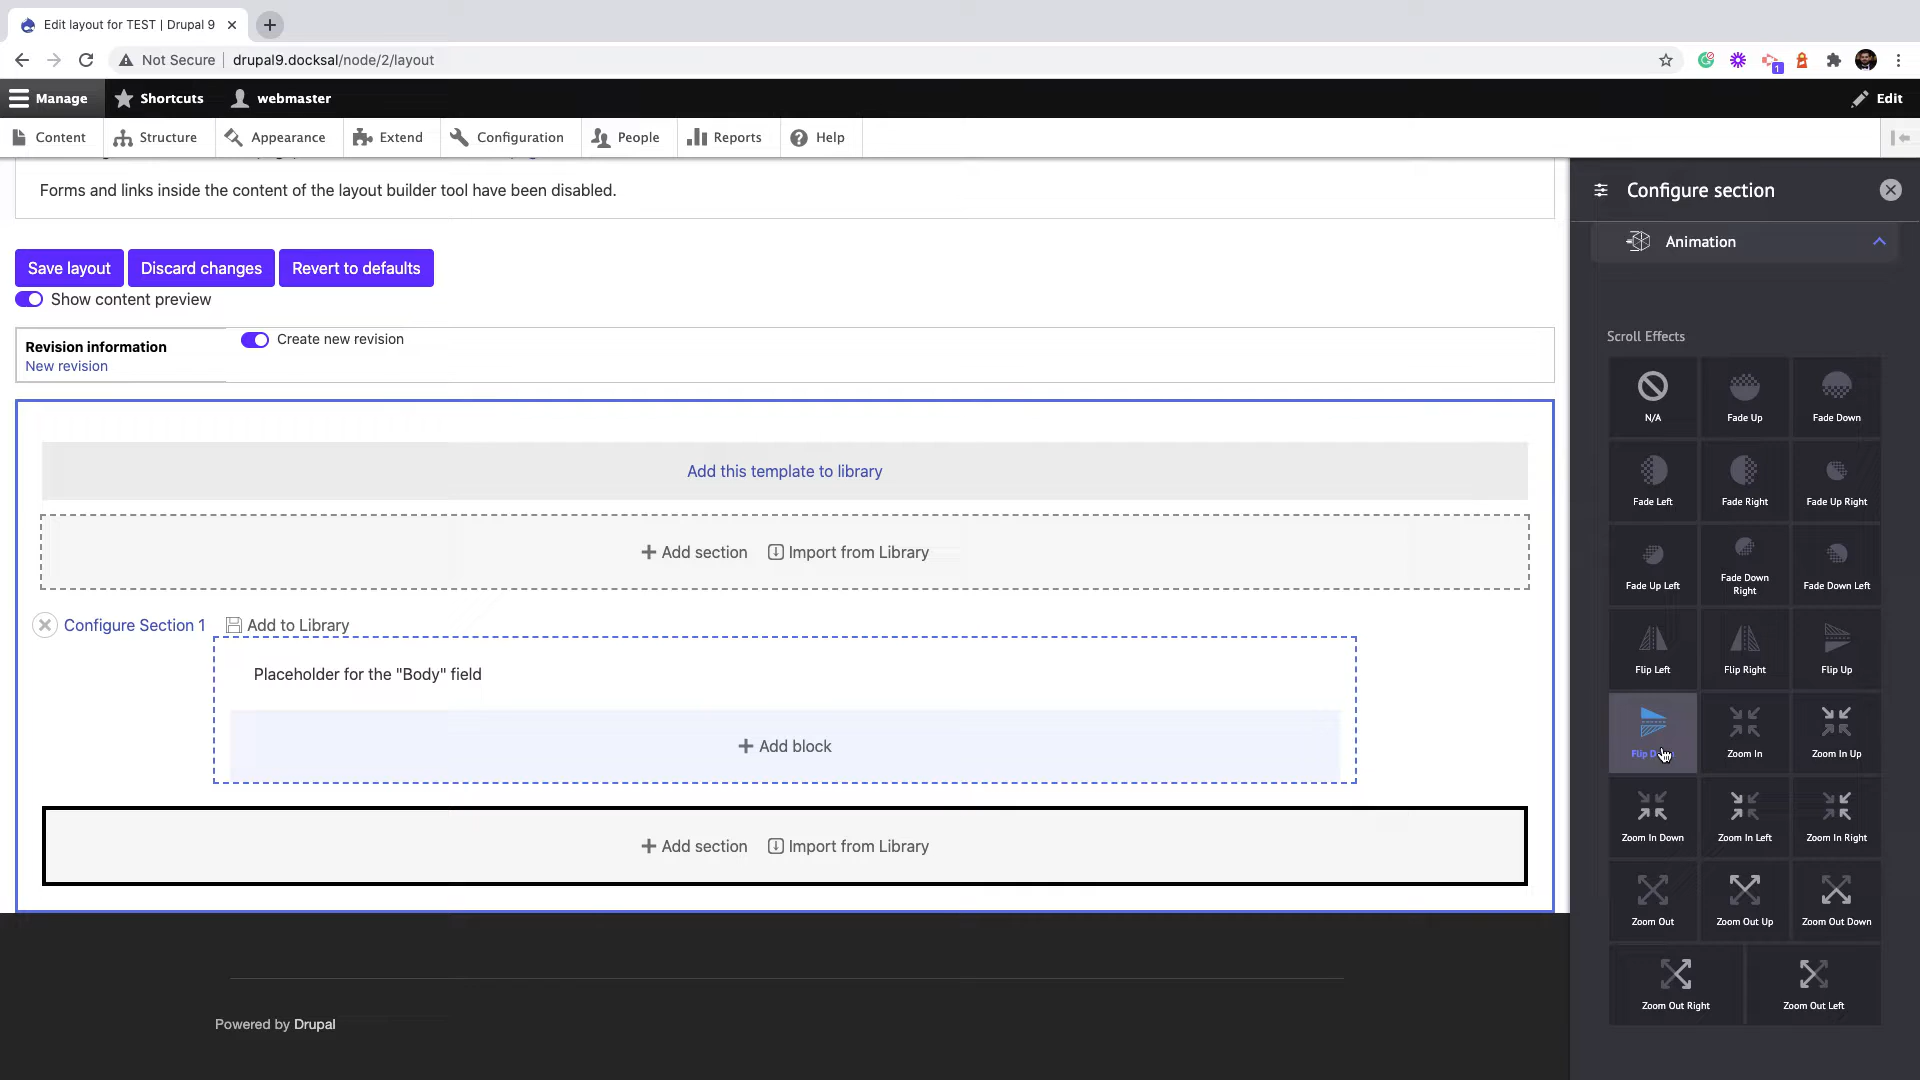 Edit layout for TEST | Drupal 9
Not Secure
drupal9.docksal/node/2/layout
1
Manage
Shortcuts
webmaster
Edit
Content
Structure
Appearance
Extend
Configuration
People
Reports
Help
Forms and links inside the content of the layout builder tool have been disabled.
Save layout
Discard changes
Revert to defaults
Show content preview
Revision information
New revision
Create new revision
Add this template to library
Add section
Import from Library
Configure Section 1
Add to Library
Placeholder for the "Body" field
Add block
Add section
Import from Library
Powered by Drupal
Configure section
Animation
Scroll Effects
N/A
Fade Up
Fade Down
Fade Left
Fade Right
Fade Up Right
Fade Up Left
Fade Down
Right
Fade Down Left
Flip Left
Flip Right
Flip Up
Flip
Zoom In
Zoom In Up
Zoom In Down
Zoom In Left
Zoom In Right
Zoom Out
Zoom Out Up
Zoom Out Down
Zoom Out Right
Zoom Out Left